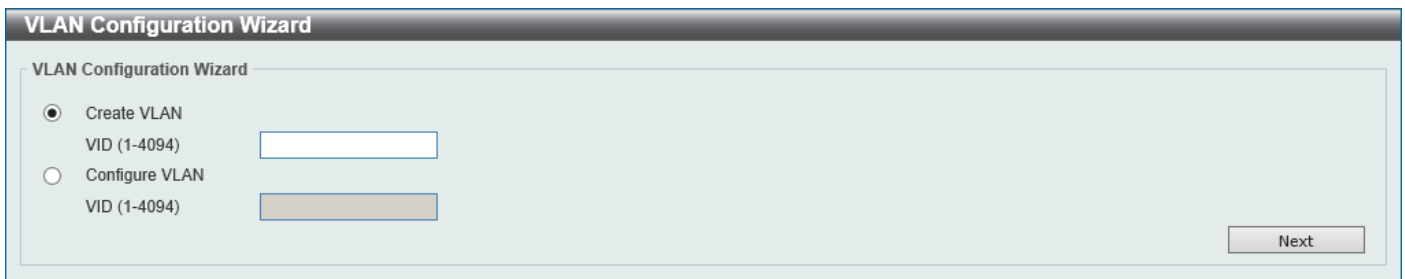 VLAN Configuration Wizard
VLAN Configuration Wizard
Create VLAN
VID (1-4094)
Configure VLAN
VID (1-4094)
Next